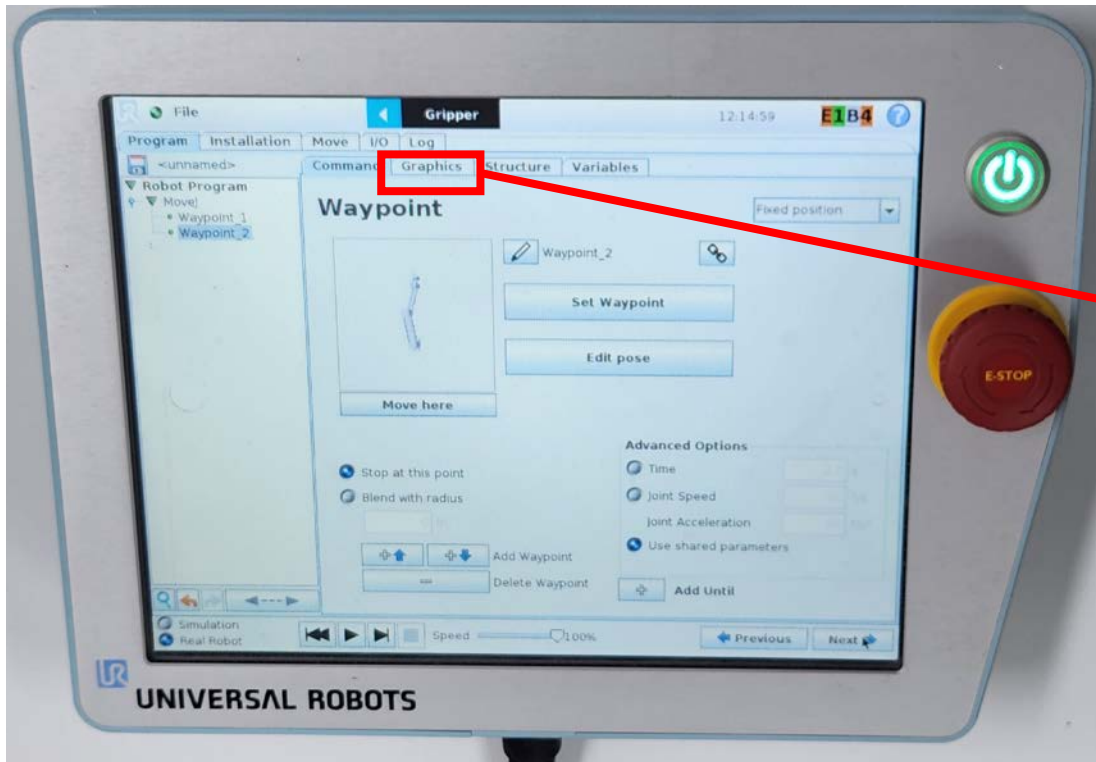 File Gripper 12:14:59 E1B4 ?
Program Installation Move I/O Log
<unnamed> Command Graphics Structure Variables
Robot Program
MoveJ
Waypoint_1
Waypoint_2
Waypoint Fixed position
Waypoint_2
Set Waypoint
Edit pose
Move here
Stop at this point
Blend with radius
Add Waypoint
Delete Waypoint
Advanced Options
Time
Joint Speed
Joint Acceleration
Use shared parameters
Add Until
Simulation
Real Robot
Speed 100% Previous Next
E-STOP
UR
UNIVERSAL ROBOTS